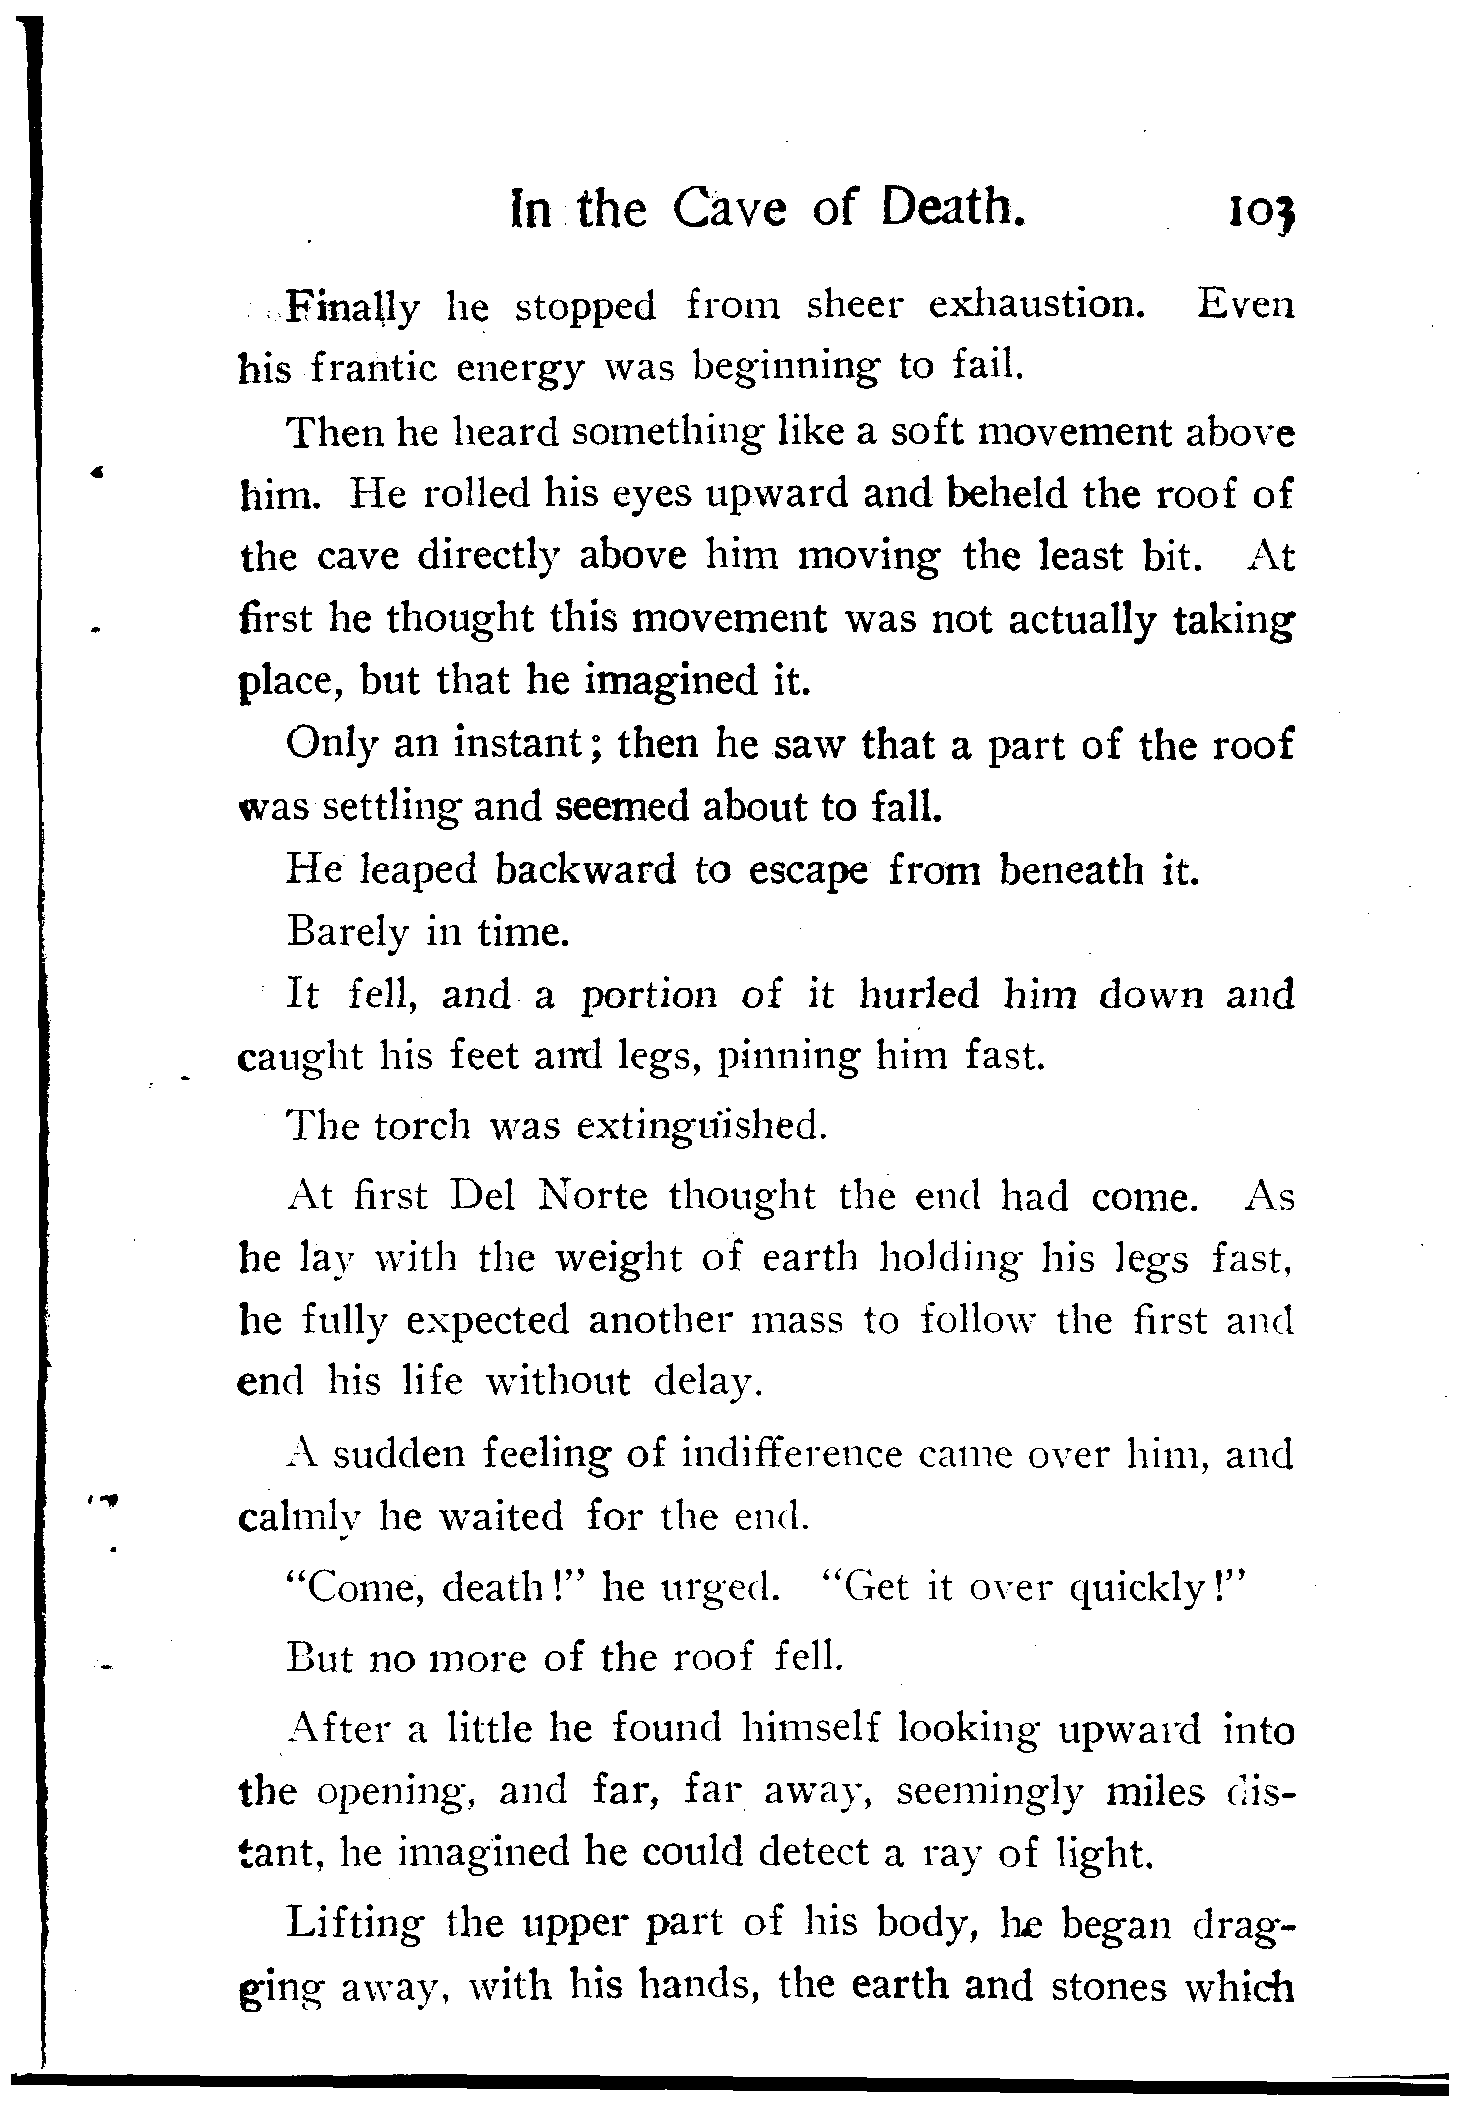 In the Cave of Death. 103
Finally he stopped from sheer exhaustion. Even
his frantic energy was beginning to fail.
Then he heard something like a soft movement above
him. He rolled his eyes upward and beheld the roof of
the cave directly above him moving the least bit. At
first he thought this movement was not actually taking
place, but that he imagined it.
Only an instant; then he saw that a part of the roof
was settling and seemed about to fall.
He leaped backward to escape from beneath it.
Barely in time.
It fell, and a portion of it hurled him down and
caught his feet and legs, pinning him fast.
The torch was extinguished.
At first Del Norte thought the end had come. As
he lay with the weight of earth holding his legs fast,
he fully expected another mass to follow the first and
end his life without delay.
A sudden feeling of indifference came over him, and
calmly he waited for the end.
"Come, death!" he urged. "Get it over quickly!"
But no more of the roof fell.
After a little he found himself looking upward into
the opening, and far, far away, seemingly miles dis-
tant, he imagined he could detect a ray of light.
Lifting the upper part of his body, he began drag-
ging away, with his hands, the earth and stones which